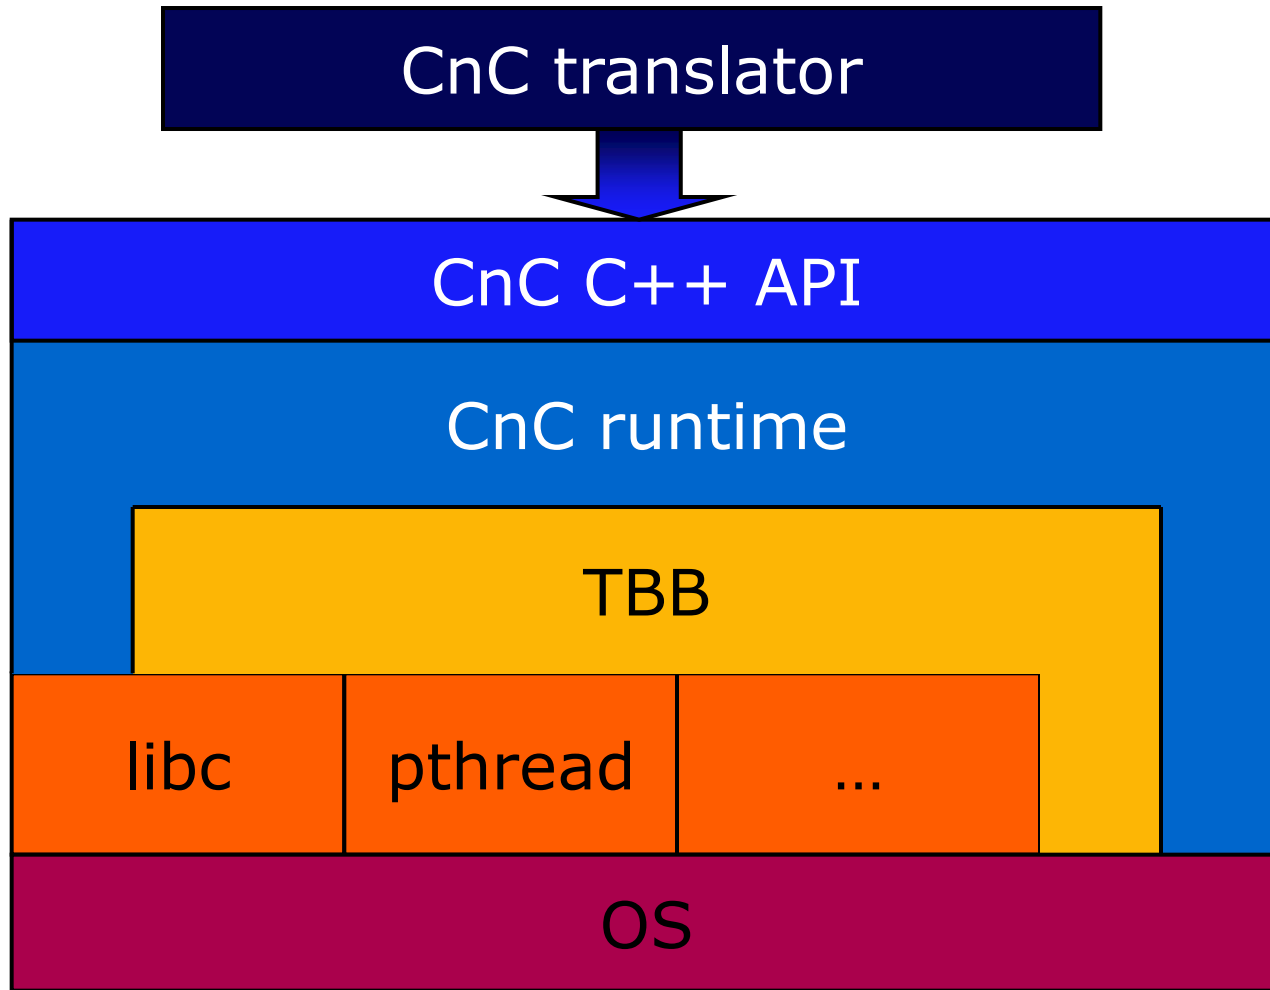 CnC translator
CnC C++ API
CnC runtime
TBB
libc
pthread
...
OS